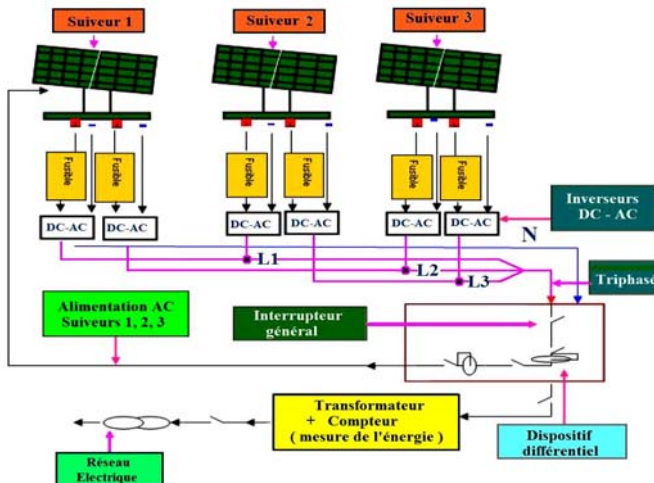 Suiveur 1
Suiveur 2
Suiveur 3
Fusible
Fusible
Fusible
Fusible
Fusible
Fusible
DC-AC
DC-AC
DC-AC
DC-AC
DC-AC
DC-AC
Inverseurs
DC - AC
N
L1
L2
L3
Triphasé
Alimentation AC
Suiveurs 1, 2, 3
Interrupteur
général
Transformateur
+ Compteur
( mesure de l'énergie )
Dispositif
différentiel
Réseau
Electrique